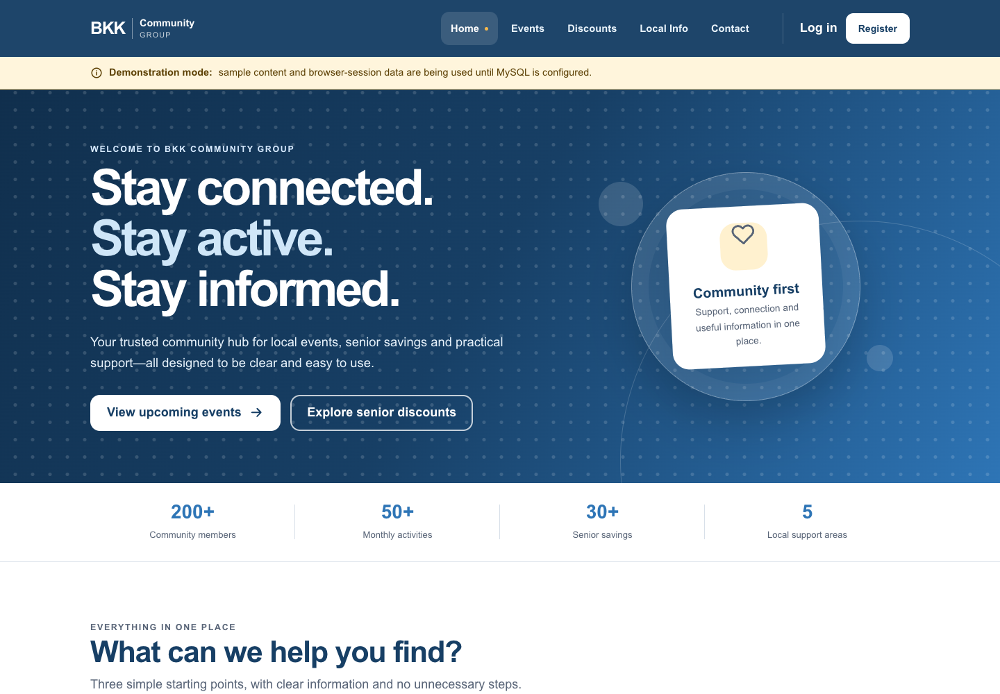 BKK
Community
GROUP
Home
Events
Discounts
Local Info
Contact
Log in
Register
Demonstration mode: sample content and browser-session data are being used until MySQL is configured.
WELCOME TO BKK COMMUNITY GROUP
Stay connected.
Stay active.
Stay informed.
Your trusted community hub for local events, senior savings and practical
support—all designed to be clear and easy to use.
View upcoming events
Explore senior discounts
Community first
Support, connection and
useful information in one
place.
200+
Community members
50+
Monthly activities
30+
Senior savings
5
Local support areas
EVERYTHING IN ONE PLACE
What can we help you find?
Three simple starting points, with clear information and no unnecessary steps.